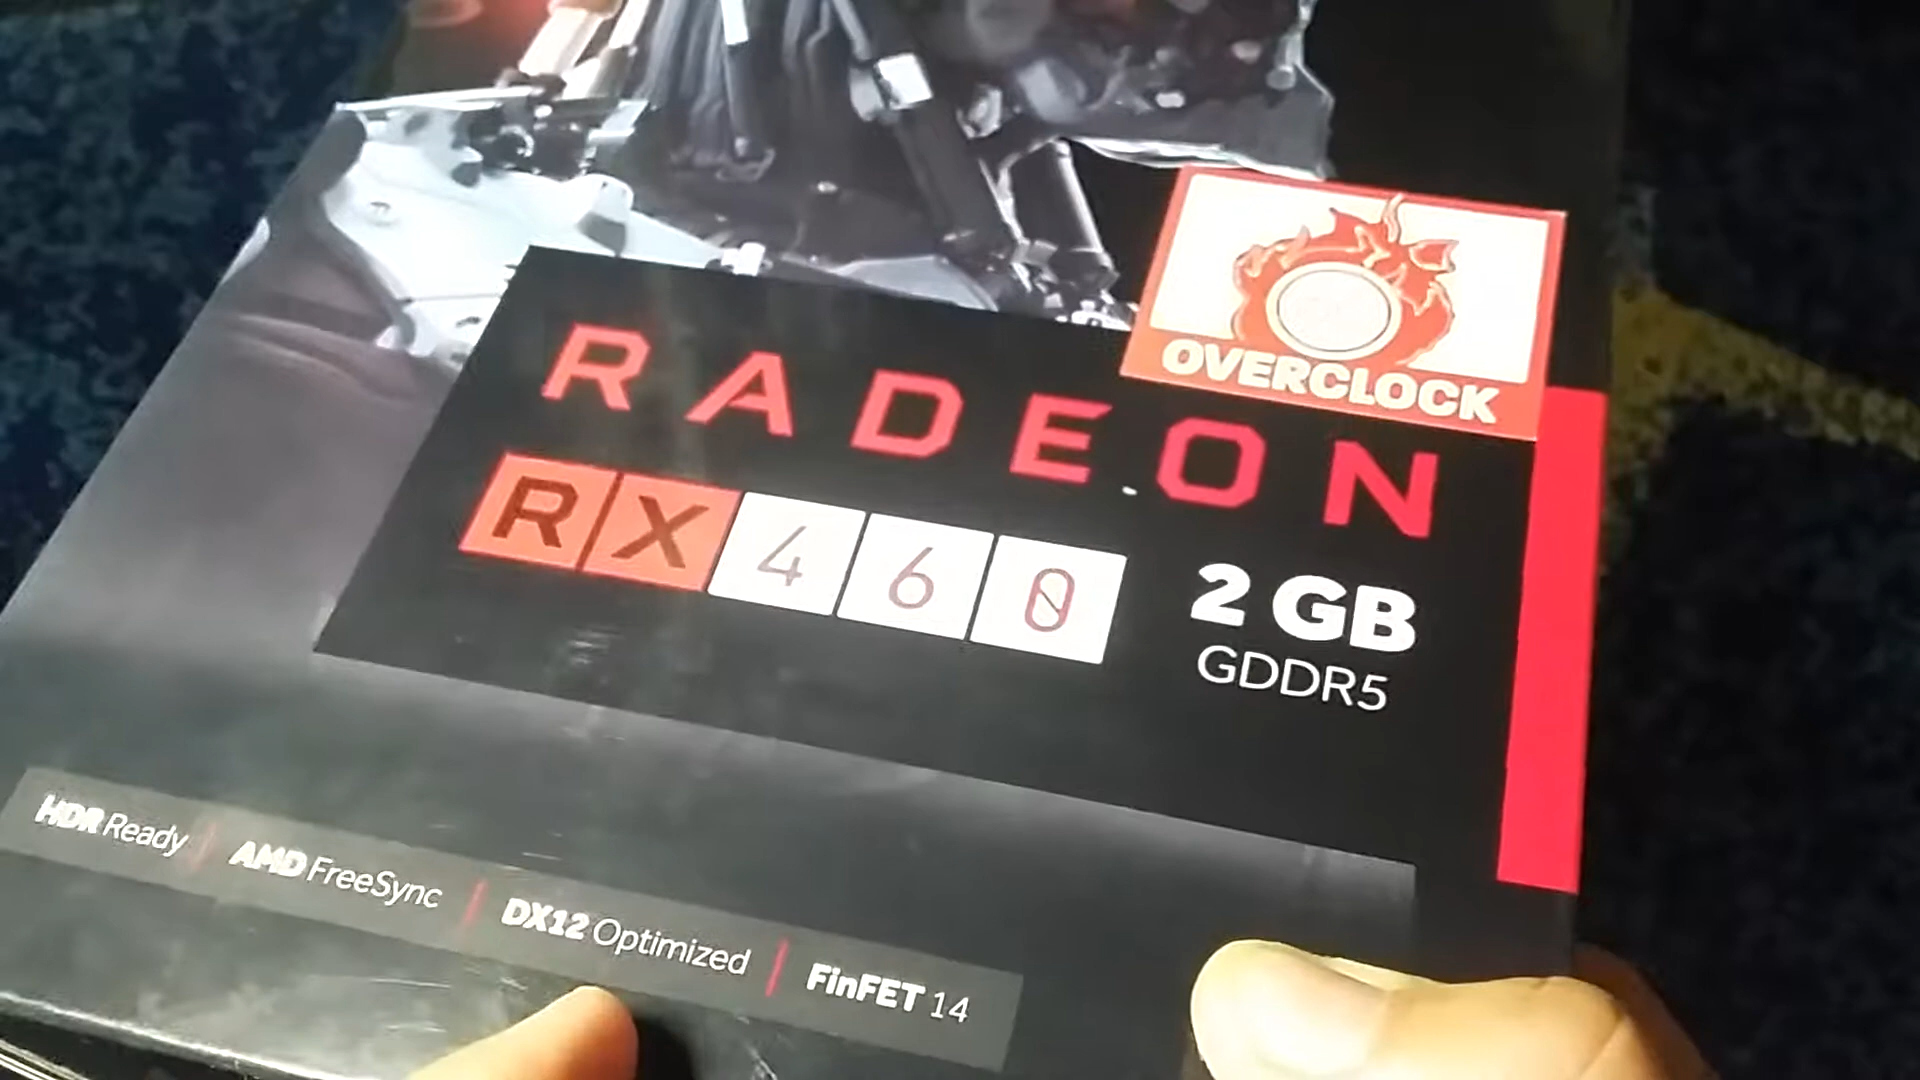 OVERCLOCK
RADEON
RX 460
2 GB
GDDR5
HDR Ready | AMD FreeSync | DX12 Optimized | FinFET 14